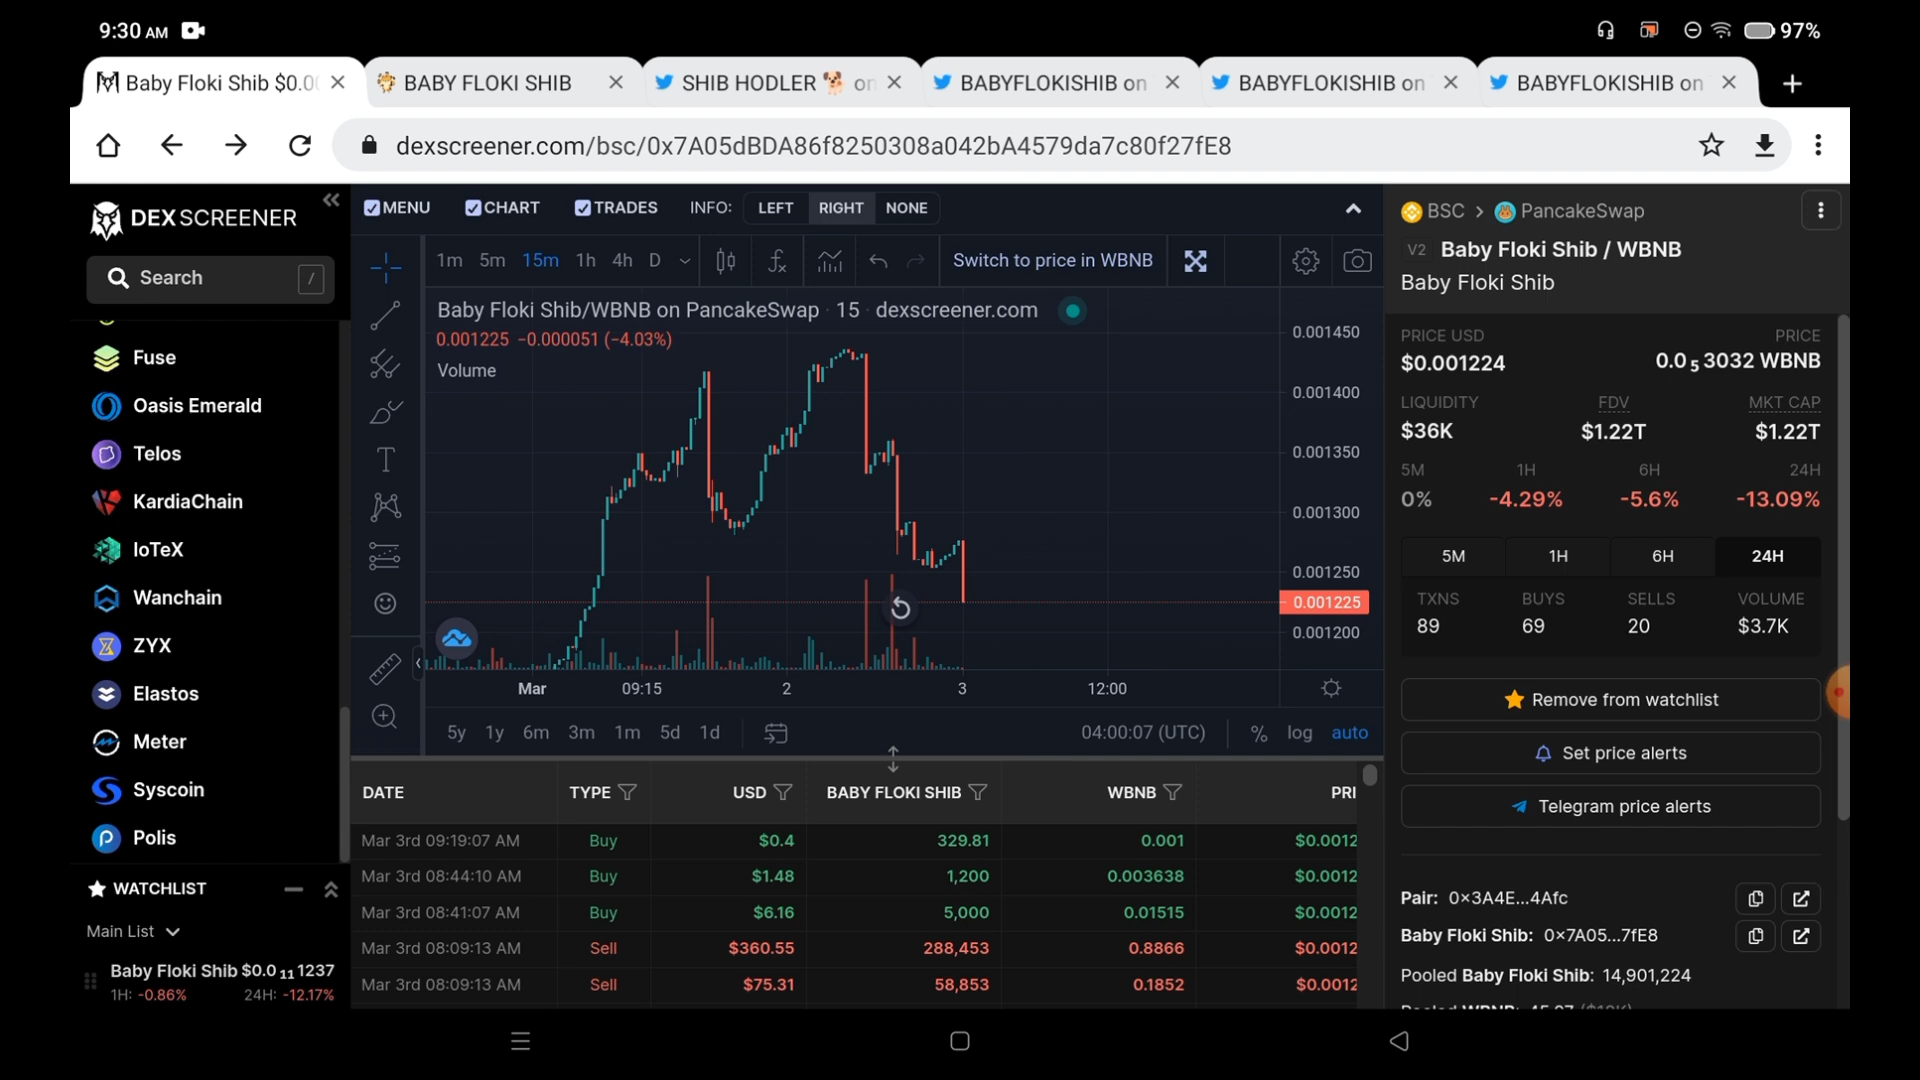 9:30 AM
97%
Baby Floki Shib $0.00
BABY FLOKI SHIB
SHIB HODLER 🐕 on
BABYFLOKISHIB on
BABYFLOKISHIB on
BABYFLOKISHIB on
dexscreener.com/bsc/0x7A05dBDA86f8250308a042bA4579da7c80f27fE8
DEX SCREENER
Search /
Fuse
Oasis Emerald
Telos
KardiaChain
IoTeX
Wanchain
ZYX
Elastos
Meter
Syscoin
Polis
WATCHLIST
Main List
Baby Floki Shib $0.0₁₁1237
1H: -0.86% 24H: -12.17%
MENU CHART TRADES INFO: LEFT RIGHT NONE
1m 5m 15m 1h 4h D Switch to price in WBNB
Baby Floki Shib/WBNB on PancakeSwap · 15 · dexscreener.com
0.001225 −0.000051 (−4.03%)
Volume
0.001450
0.001400
0.001350
0.001300
0.001250
0.001225
0.001200
Mar 09:15 2 3 12:00
5y 1y 6m 3m 1m 5d 1d 04:00:07 (UTC) % log auto
DATE TYPE USD BABY FLOKI SHIB WBNB PRI
Mar 3rd 09:19:07 AM Buy $0.4 329.81 0.001 $0.0012
Mar 3rd 08:44:10 AM Buy $1.48 1,200 0.003638 $0.0012
Mar 3rd 08:41:07 AM Buy $6.16 5,000 0.01515 $0.0012
Mar 3rd 08:09:13 AM Sell $360.55 288,453 0.8866 $0.0012
Mar 3rd 08:09:13 AM Sell $75.31 58,853 0.1852 $0.0012
BSC > PancakeSwap
V2 Baby Floki Shib / WBNB
Baby Floki Shib
PRICE USD PRICE
$0.001224 0.0₅3032 WBNB
LIQUIDITY FDV MKT CAP
$36K $1.22T $1.22T
5M 1H 6H 24H
0% -4.29% -5.6% -13.09%
5M 1H 6H 24H
TXNS BUYS SELLS VOLUME
89 69 20 $3.7K
Remove from watchlist
Set price alerts
Telegram price alerts
Pair: 0×3A4E...4Afc
Baby Floki Shib: 0×7A05...7fE8
Pooled Baby Floki Shib: 14,901,224